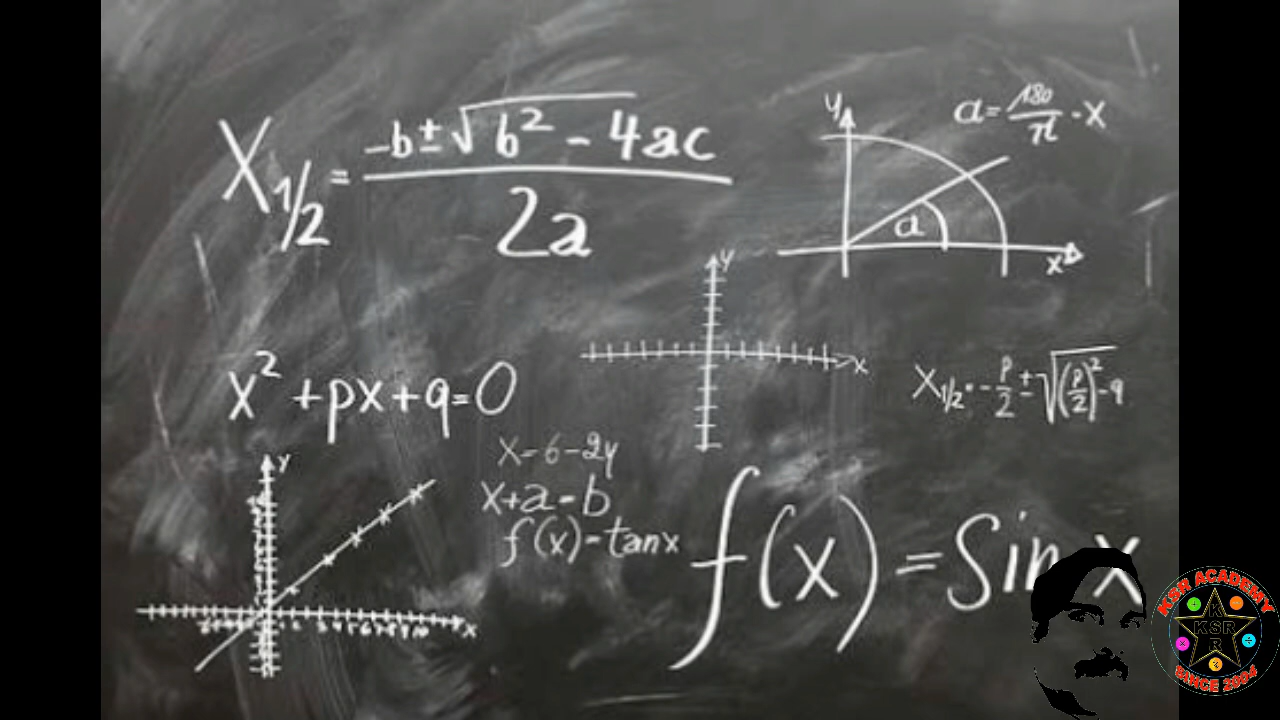 X₁/₂ = (-b ± √(b² - 4ac)) / 2a
y
a = 180/π · x
a
x
y
x
x² + px + q = 0
X₁/₂ = -p/2 ± √((p/2)² - q)
y
x = 6 - 2y
x + a = b
f(x) = tan x
f(x) = Sin x
x
KSR ACADEMY
K
KSR
R
SINCE 2004